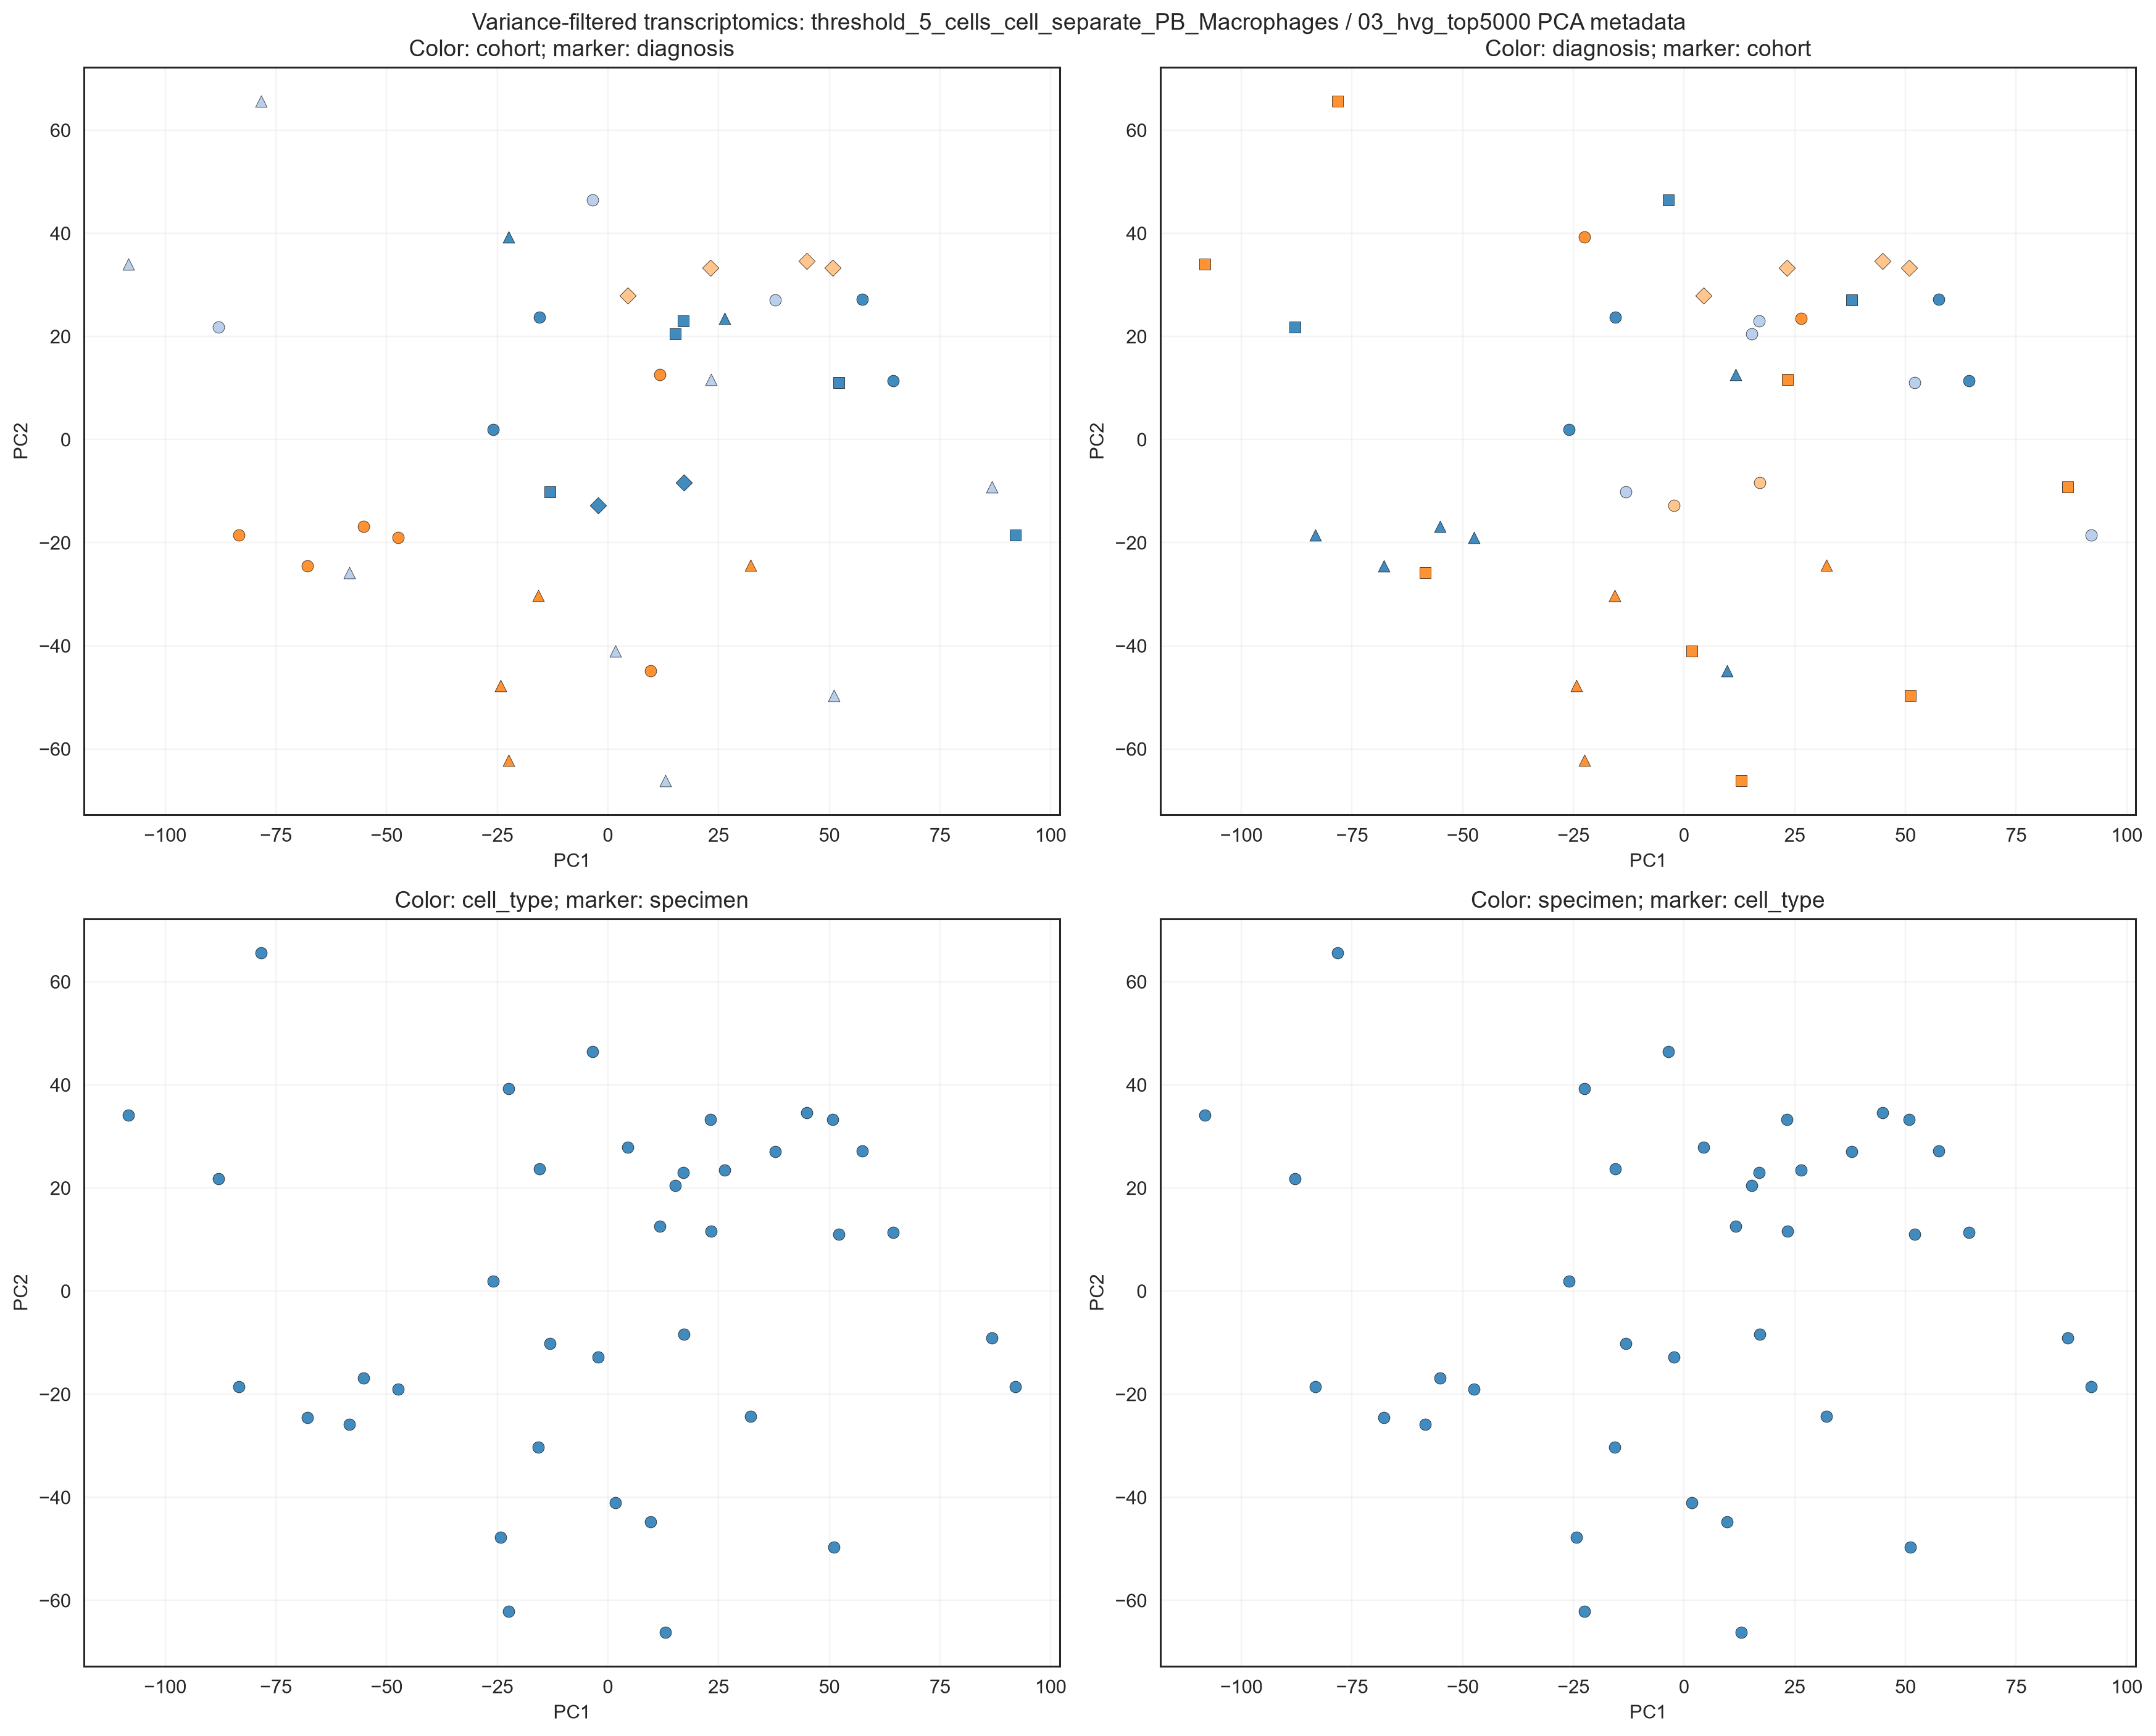 Variance-filtered transcriptomics: threshold_5_cells_cell_separate_PB_Macrophages / 03_hvg_top5000 PCA metadata
Color: cohort; marker: diagnosis
Color: diagnosis; marker: cohort
60
40
20
0
−20
−40
−60
PC2
−100 −75 −50 −25 0 25 50 75 100
PC1
60
40
20
0
−20
−40
−60
PC2
−100 −75 −50 −25 0 25 50 75 100
PC1
Color: cell_type; marker: specimen
Color: specimen; marker: cell_type
60
40
20
0
−20
−40
−60
PC2
−100 −75 −50 −25 0 25 50 75 100
PC1
60
40
20
0
−20
−40
−60
PC2
−100 −75 −50 −25 0 25 50 75 100
PC1